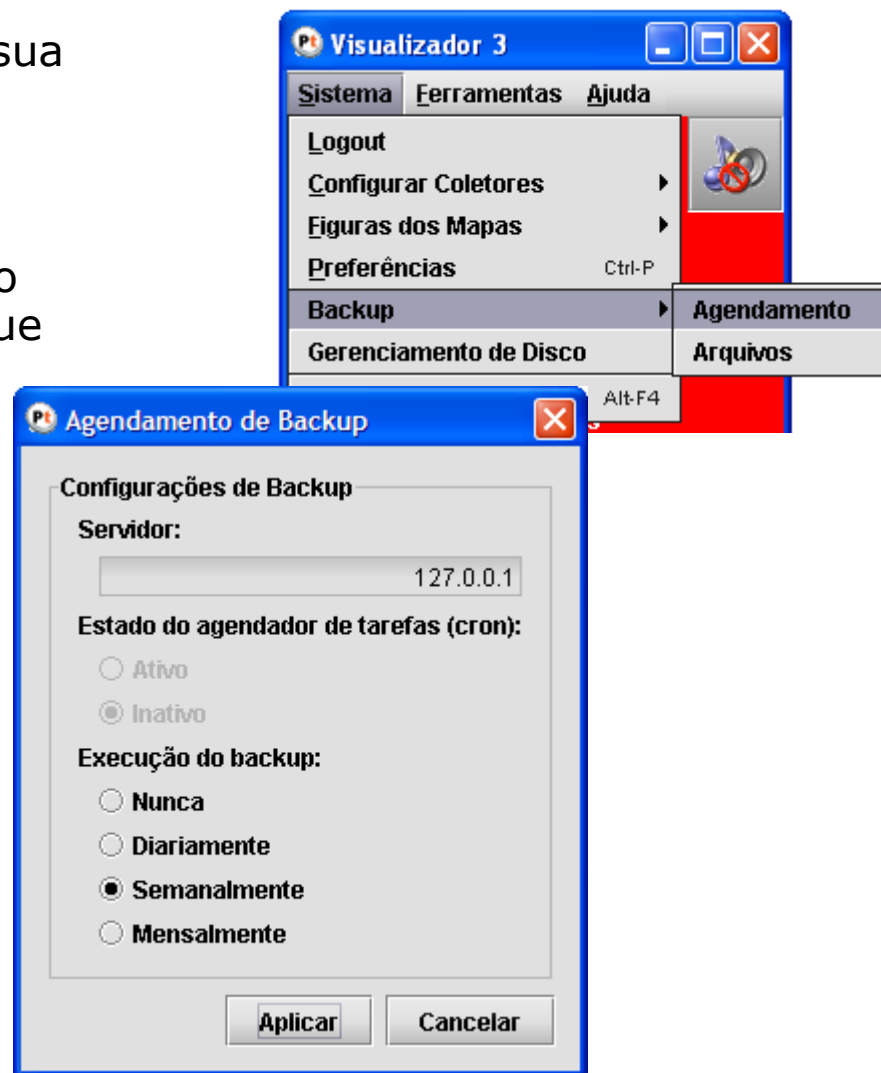 sua
o
ue
Pt Visualizador 3
Sistema Ferramentas Ajuda
Logout
Configurar Coletores
Figuras dos Mapas
Preferências Ctrl-P
Backup
Gerenciamento de Disco
Alt-F4
Agendamento
Arquivos
Pt Agendamento de Backup
Configurações de Backup
Servidor:
127.0.0.1
Estado do agendador de tarefas (cron):
Ativo
Inativo
Execução do backup:
Nunca
Diariamente
Semanalmente
Mensalmente
Aplicar Cancelar